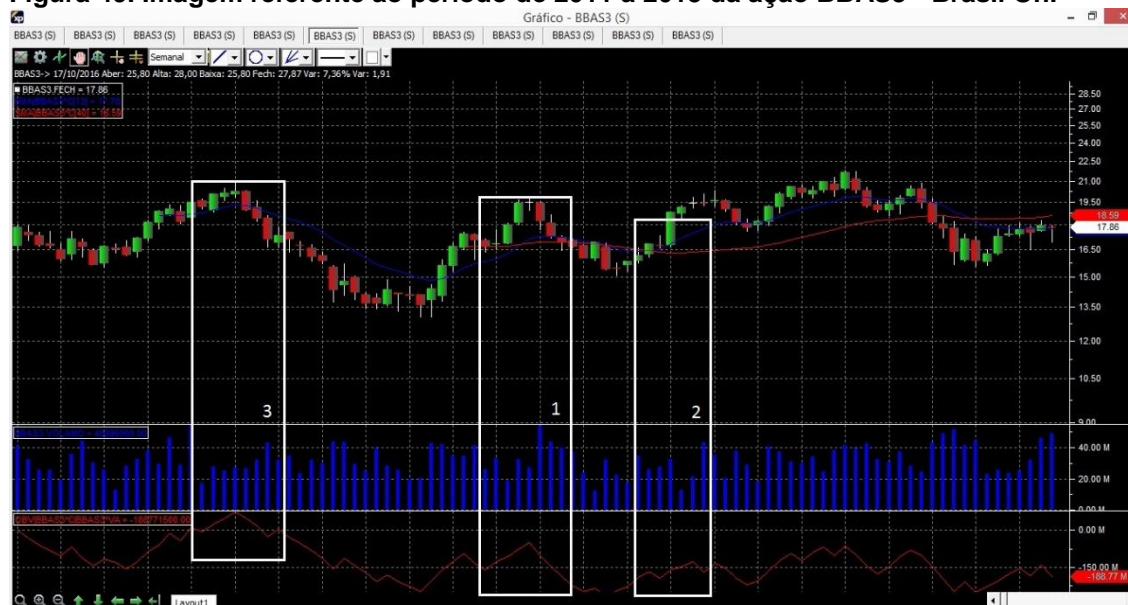 Gráfico - BBAS3 (S)
BBAS3 (S) BBAS3 (S) BBAS3 (S) BBAS3 (S) BBAS3 (S) BBAS3 (S) BBAS3 (S) BBAS3 (S) BBAS3 (S) BBAS3 (S) BBAS3 (S) BBAS3 (S)
Semanal
BBAS3-> 17/10/2016 Aber: 25,80 Alta: 28,00 Baixa: 25,80 Fech: 27,87 Var: 7,36% Var: 1,91
BBAS3.FECH = 17.86
28.50
27.00
25.50
24.00
22.50
21.00
19.50
18.59
17.86
16.50
15.00
13.50
12.00
10.50
9.00
3
1
2
40.00 M
20.00 M
0.00 M
0.00 M
-150.00 M
-188.77 M
Layout1